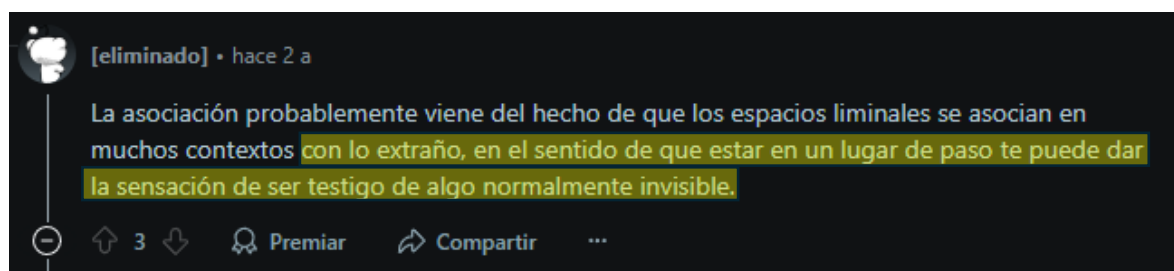 [eliminado] • hace 2 a
La asociación probablemente viene del hecho de que los espacios liminales se asocian en
muchos contextos con lo extraño, en el sentido de que estar en un lugar de paso te puede dar
la sensación de ser testigo de algo normalmente invisible.
3 Premiar Compartir ...